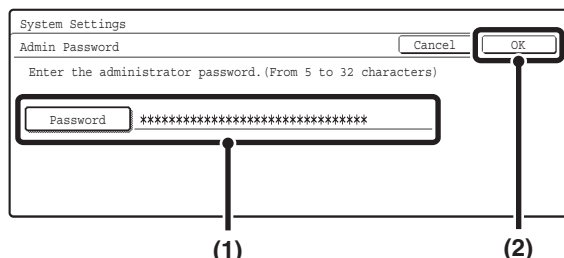 System Settings
Admin Password Cancel OK
Enter the administrator password.(From 5 to 32 characters)
Password ********************************
(1) (2)